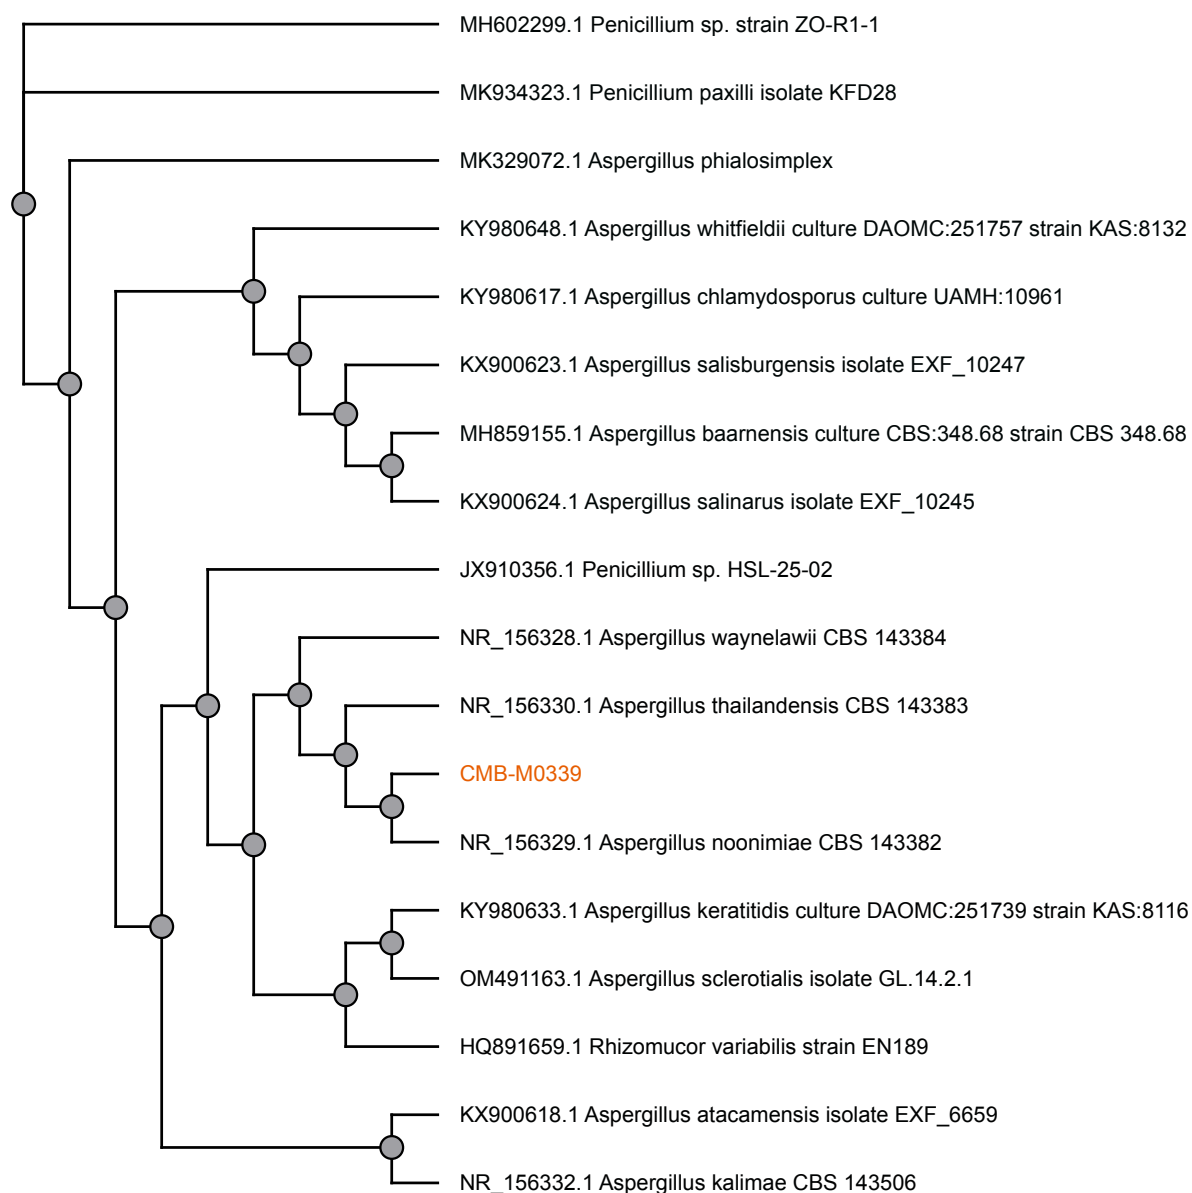 MH602299.1 Penicillium sp. strain ZO-R1-1
MK934323.1 Penicillium paxilli isolate KFD28
MK329072.1 Aspergillus phialosimplex
KY980648.1 Aspergillus whitfieldii culture DAOMC:251757 strain KAS:8132
KY980617.1 Aspergillus chlamydosporus culture UAMH:10961
KX900623.1 Aspergillus salisburgensis isolate EXF_10247
MH859155.1 Aspergillus baarnensis culture CBS:348.68 strain CBS 348.68
KX900624.1 Aspergillus salinarus isolate EXF_10245
JX910356.1 Penicillium sp. HSL-25-02
NR_156328.1 Aspergillus waynelawii CBS 143384
NR_156330.1 Aspergillus thailandensis CBS 143383
CMB-M0339
NR_156329.1 Aspergillus noonimiae CBS 143382
KY980633.1 Aspergillus keratitidis culture DAOMC:251739 strain KAS:8116
OM491163.1 Aspergillus sclerotialis isolate GL.14.2.1
HQ891659.1 Rhizomucor variabilis strain EN189
KX900618.1 Aspergillus atacamensis isolate EXF_6659
NR_156332.1 Aspergillus kalimae CBS 143506